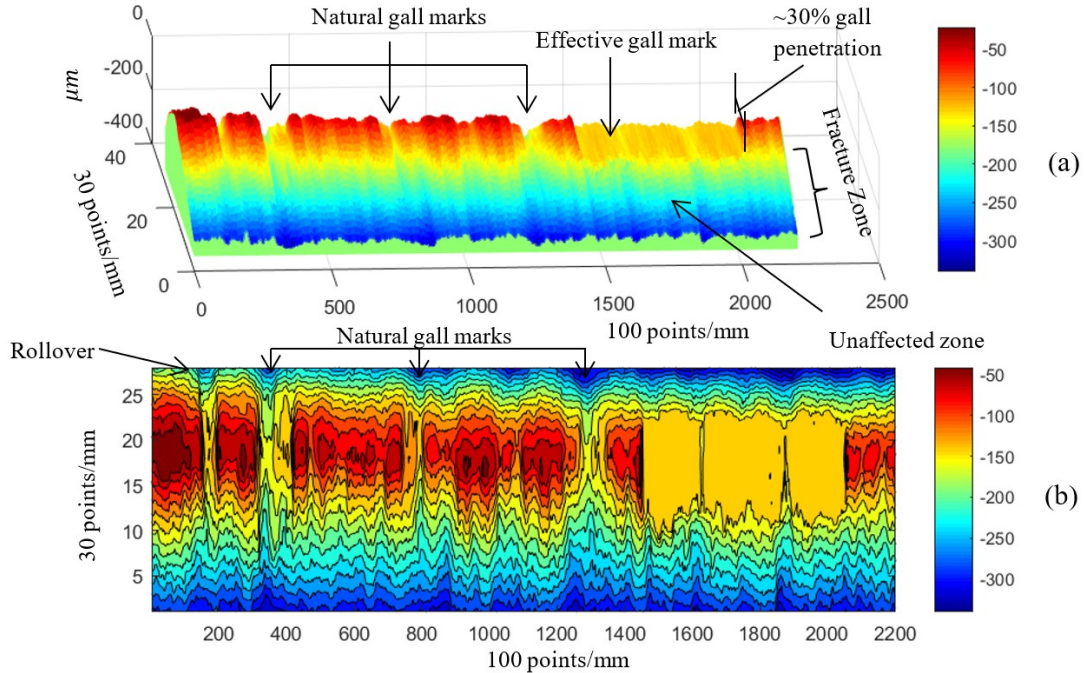 Natural gall marks
~30% gall
penetration
Effective gall mark
0
-200
-400
μm
40
20
0
30 points/mm
0
500
1000
1500
2000
2500
100 points/mm
Fracture Zone
-50
-100
-150
-200
-250
-300
(a)
Unaffected zone
Rollover
Natural gall marks
25
20
15
10
5
30 points/mm
200
400
600
800
1000
1200
1400
1600
1800
2000
2200
100 points/mm
-50
-100
-150
-200
-250
-300
(b)